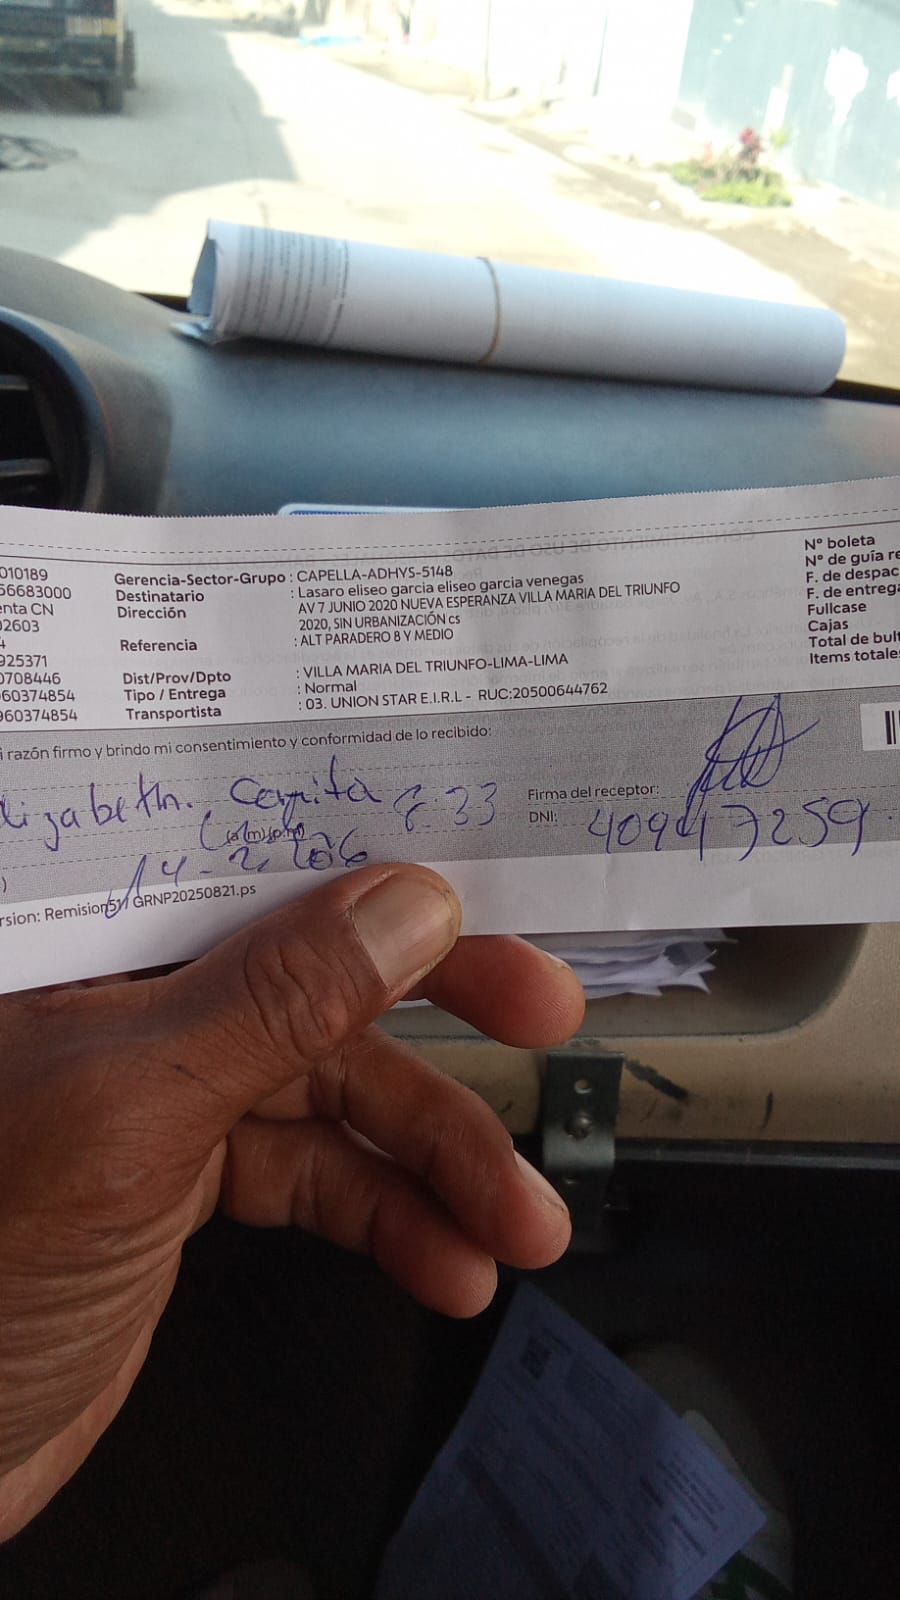 010189
56683000
enta CN
02603
4
925371
0708446
960374854
960374854
Gerencia-Sector-Grupo : CAPELLA-ADHYS-5148
Destinatario : Lasaro eliseo garcia eliseo garcia venegas
Dirección AV 7 JUNIO 2020 NUEVA ESPERANZA VILLA MARIA DEL TRIUNFO
2020, SIN URBANIZACIÓN cs
Referencia : ALT PARADERO 8 Y MEDIO
Dist/Prov/Dpto : VILLA MARIA DEL TRIUNFO-LIMA-LIMA
Tipo / Entrega : Normal
Transportista : 03. UNION STAR E.I.R.L - RUC:20500644762
N° boleta
N° de guía re
F. de despac
F. de entrega
Fullcase
Cajas
Total de bult
Items totale
i razón firmo y brindo mi consentimiento y conformidad de lo recibido:
lizabeth. 8:33
Firma del receptor:
DNI: 40947259.
14-2
)
rsion: Remision51/ GRNP20250821.ps